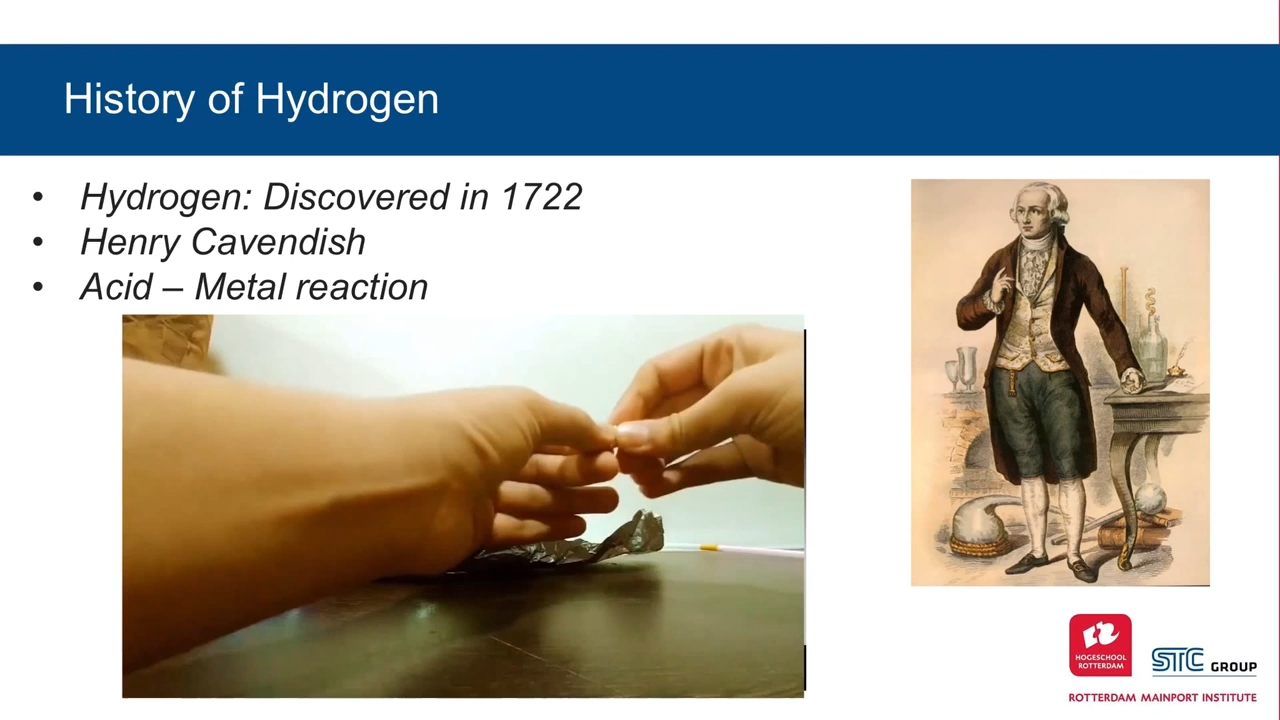 History of Hydrogen
• Hydrogen: Discovered in 1722
• Henry Cavendish
• Acid – Metal reaction
HOGESCHOOL
ROTTERDAM
STC GROUP
ROTTERDAM MAINPORT INSTITUTE